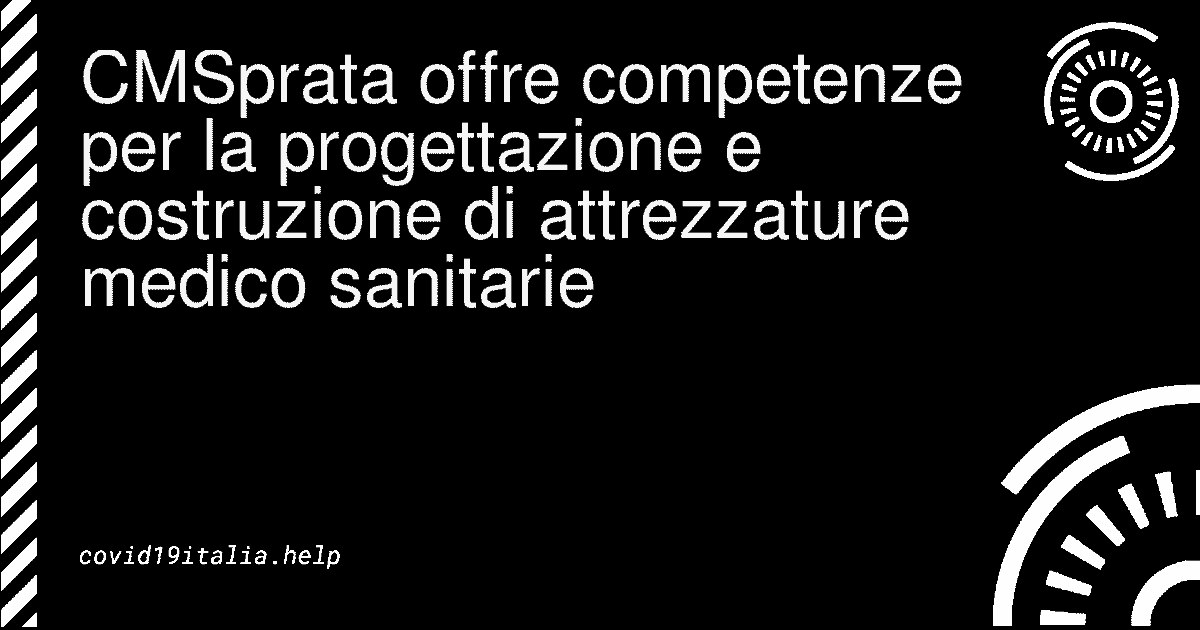 CMSprata offre competenze
per la progettazione e
costruzione di attrezzature
medico sanitarie
covid19italia.help